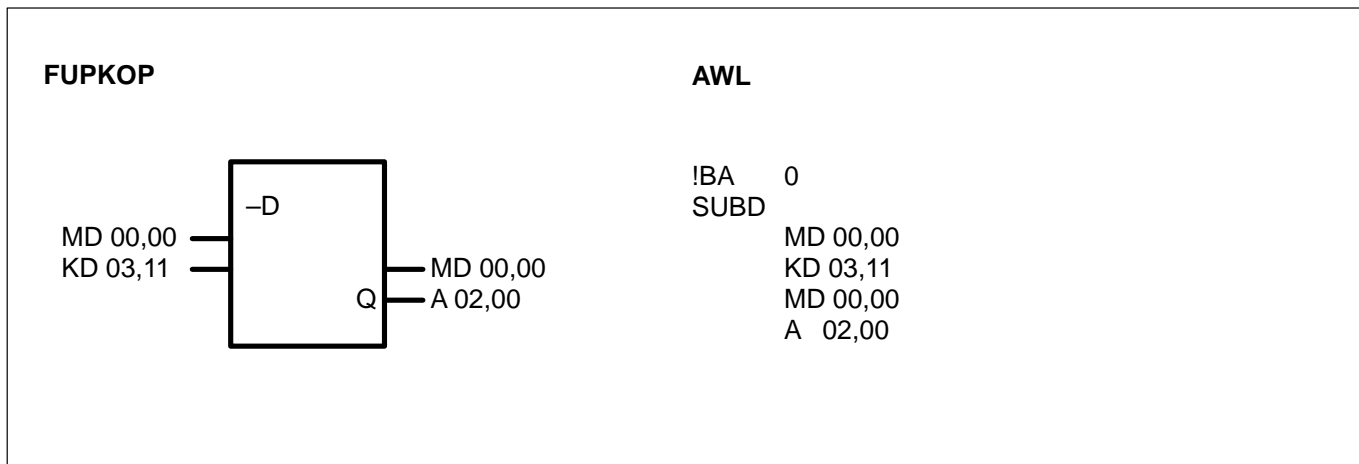 FUPKOP
–D
MD 00,00
KD 03,11
MD 00,00
Q A 02,00
AWL
!BA 0
SUBD
MD 00,00
KD 03,11
MD 00,00
A 02,00